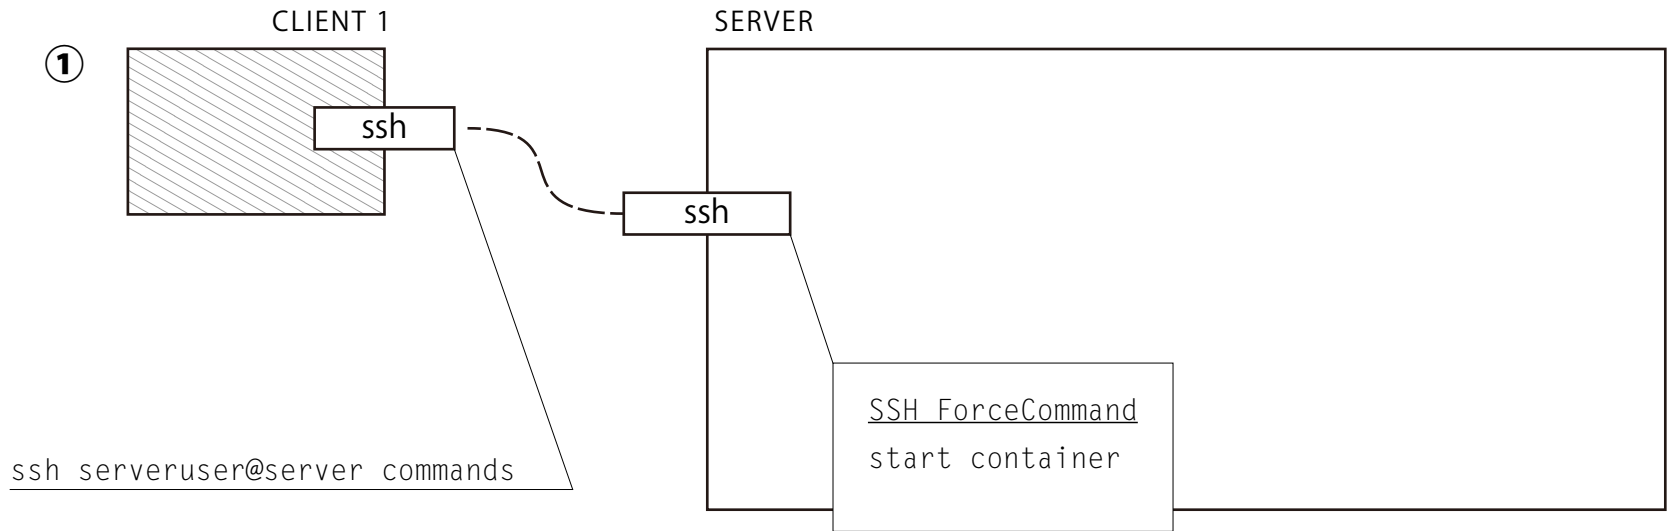 CLIENT 1
SERVER
①
ssh
ssh
SSH ForceCommand
start container
ssh serveruser@server commands